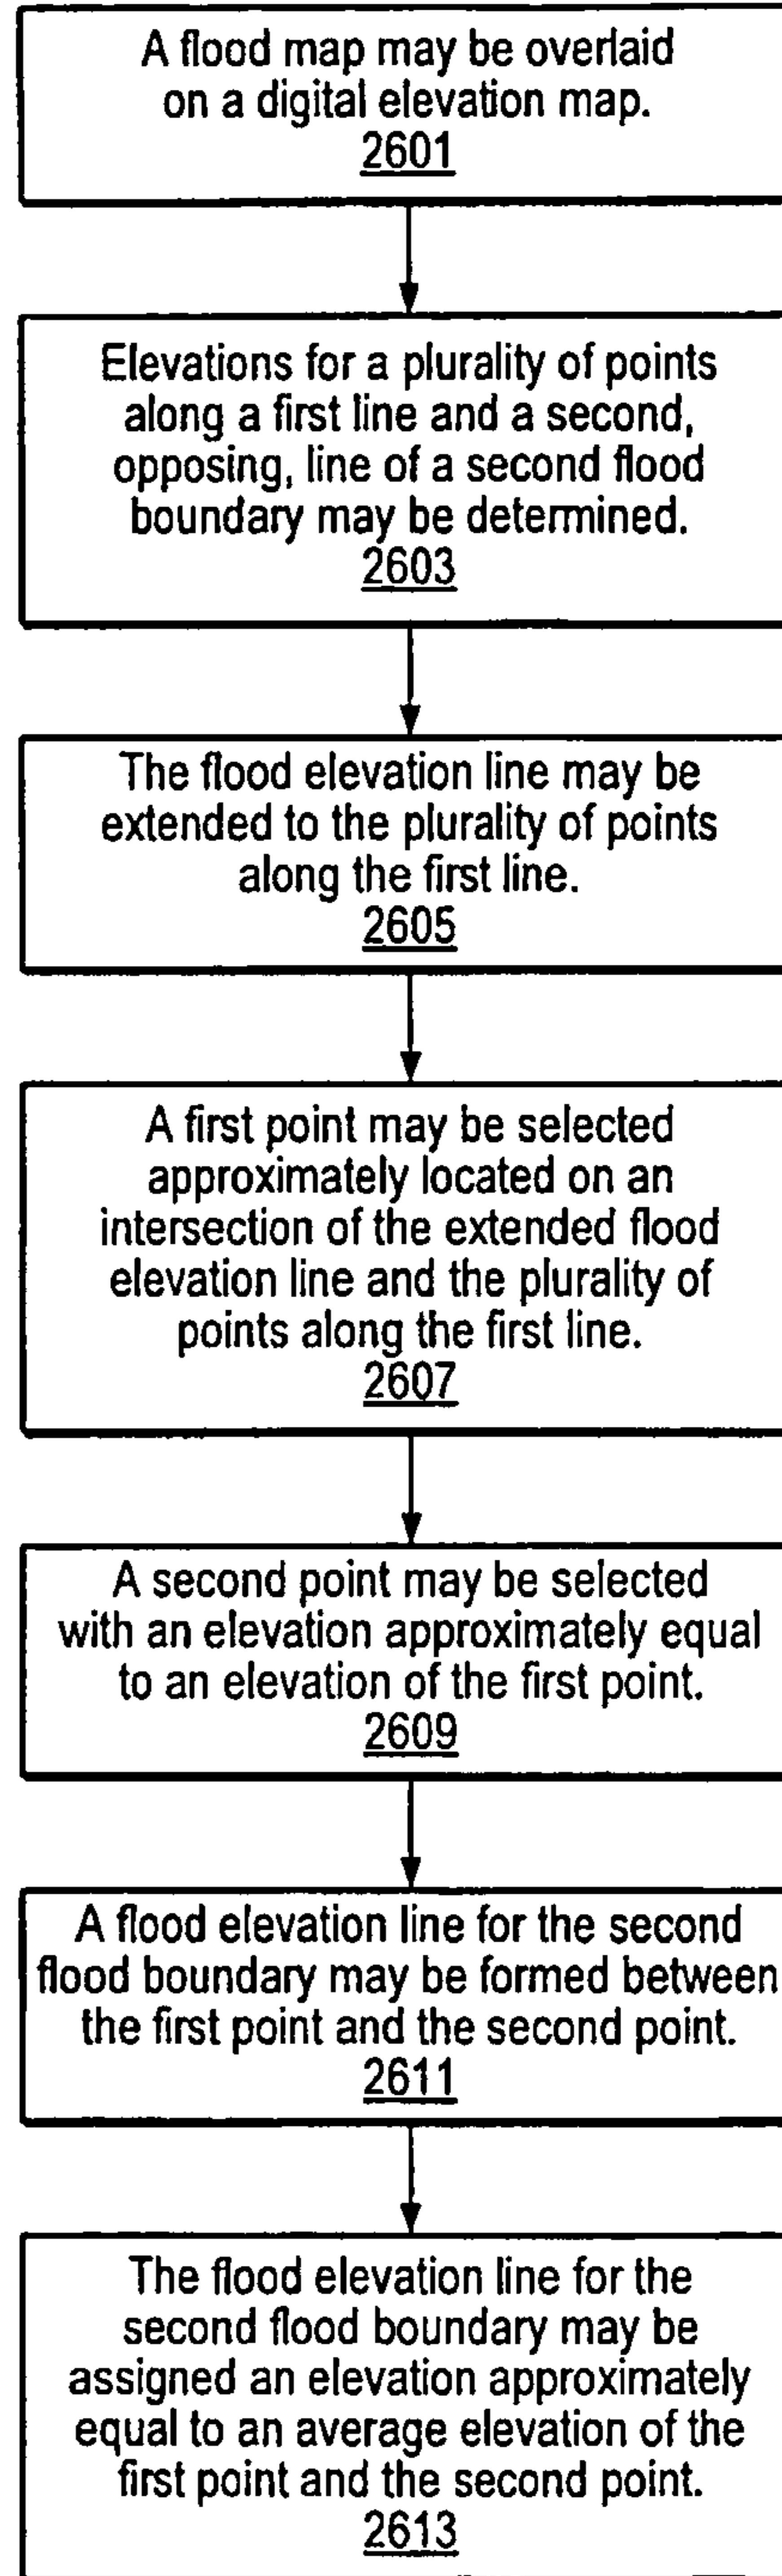 A flood map may be overlaid
on a digital elevation map.
2601
Elevations for a plurality of points
along a first line and a second,
opposing, line of a second flood
boundary may be determined.
2603
The flood elevation line may be
extended to the plurality of points
along the first line.
2605
A first point may be selected
approximately located on an
intersection of the extended flood
elevation line and the plurality of
points along the first line.
2607
A second point may be selected
with an elevation approximately equal
to an elevation of the first point.
2609
A flood elevation line for the second
flood boundary may be formed between
the first point and the second point.
2611
The flood elevation line for the
second flood boundary may be
assigned an elevation approximately
equal to an average elevation of the
first point and the second point.
2613